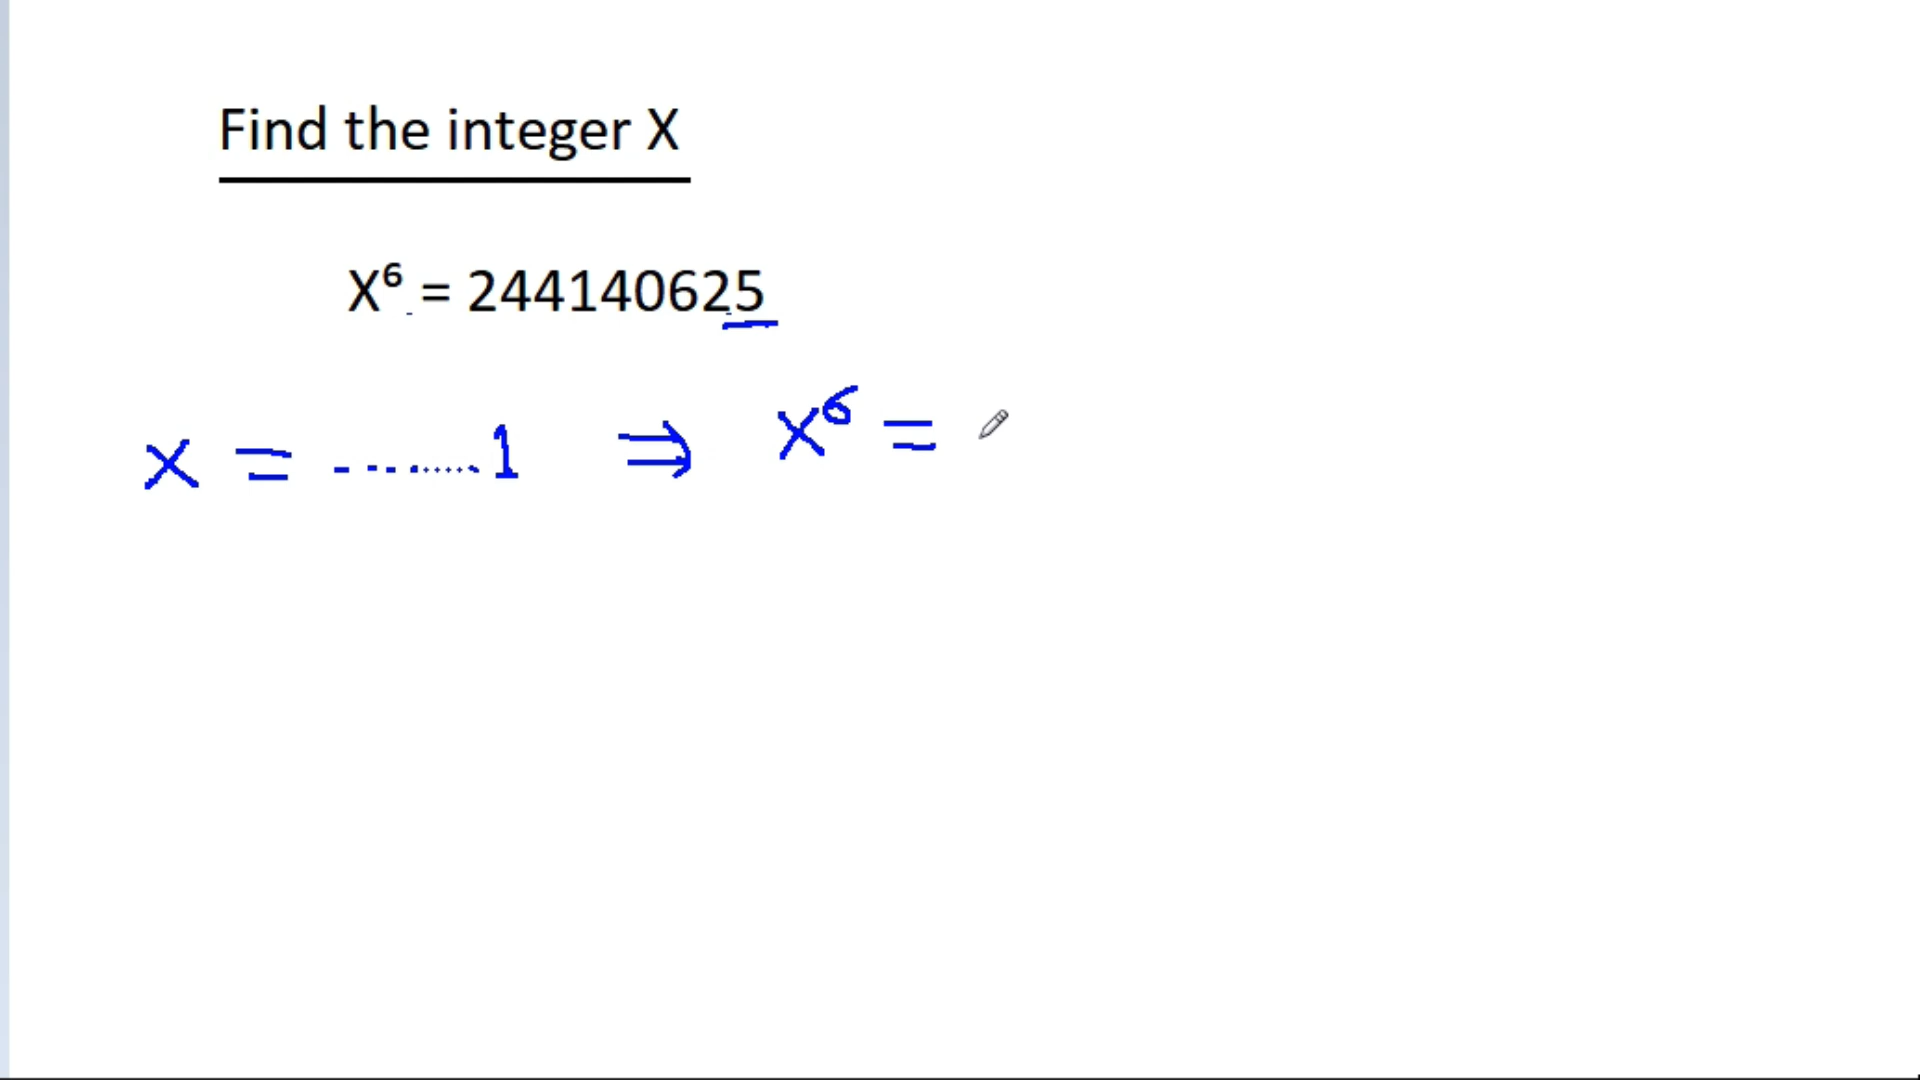 Find the integer X
X⁶ = 244140625
x = ........1 ⇒ x⁶ =